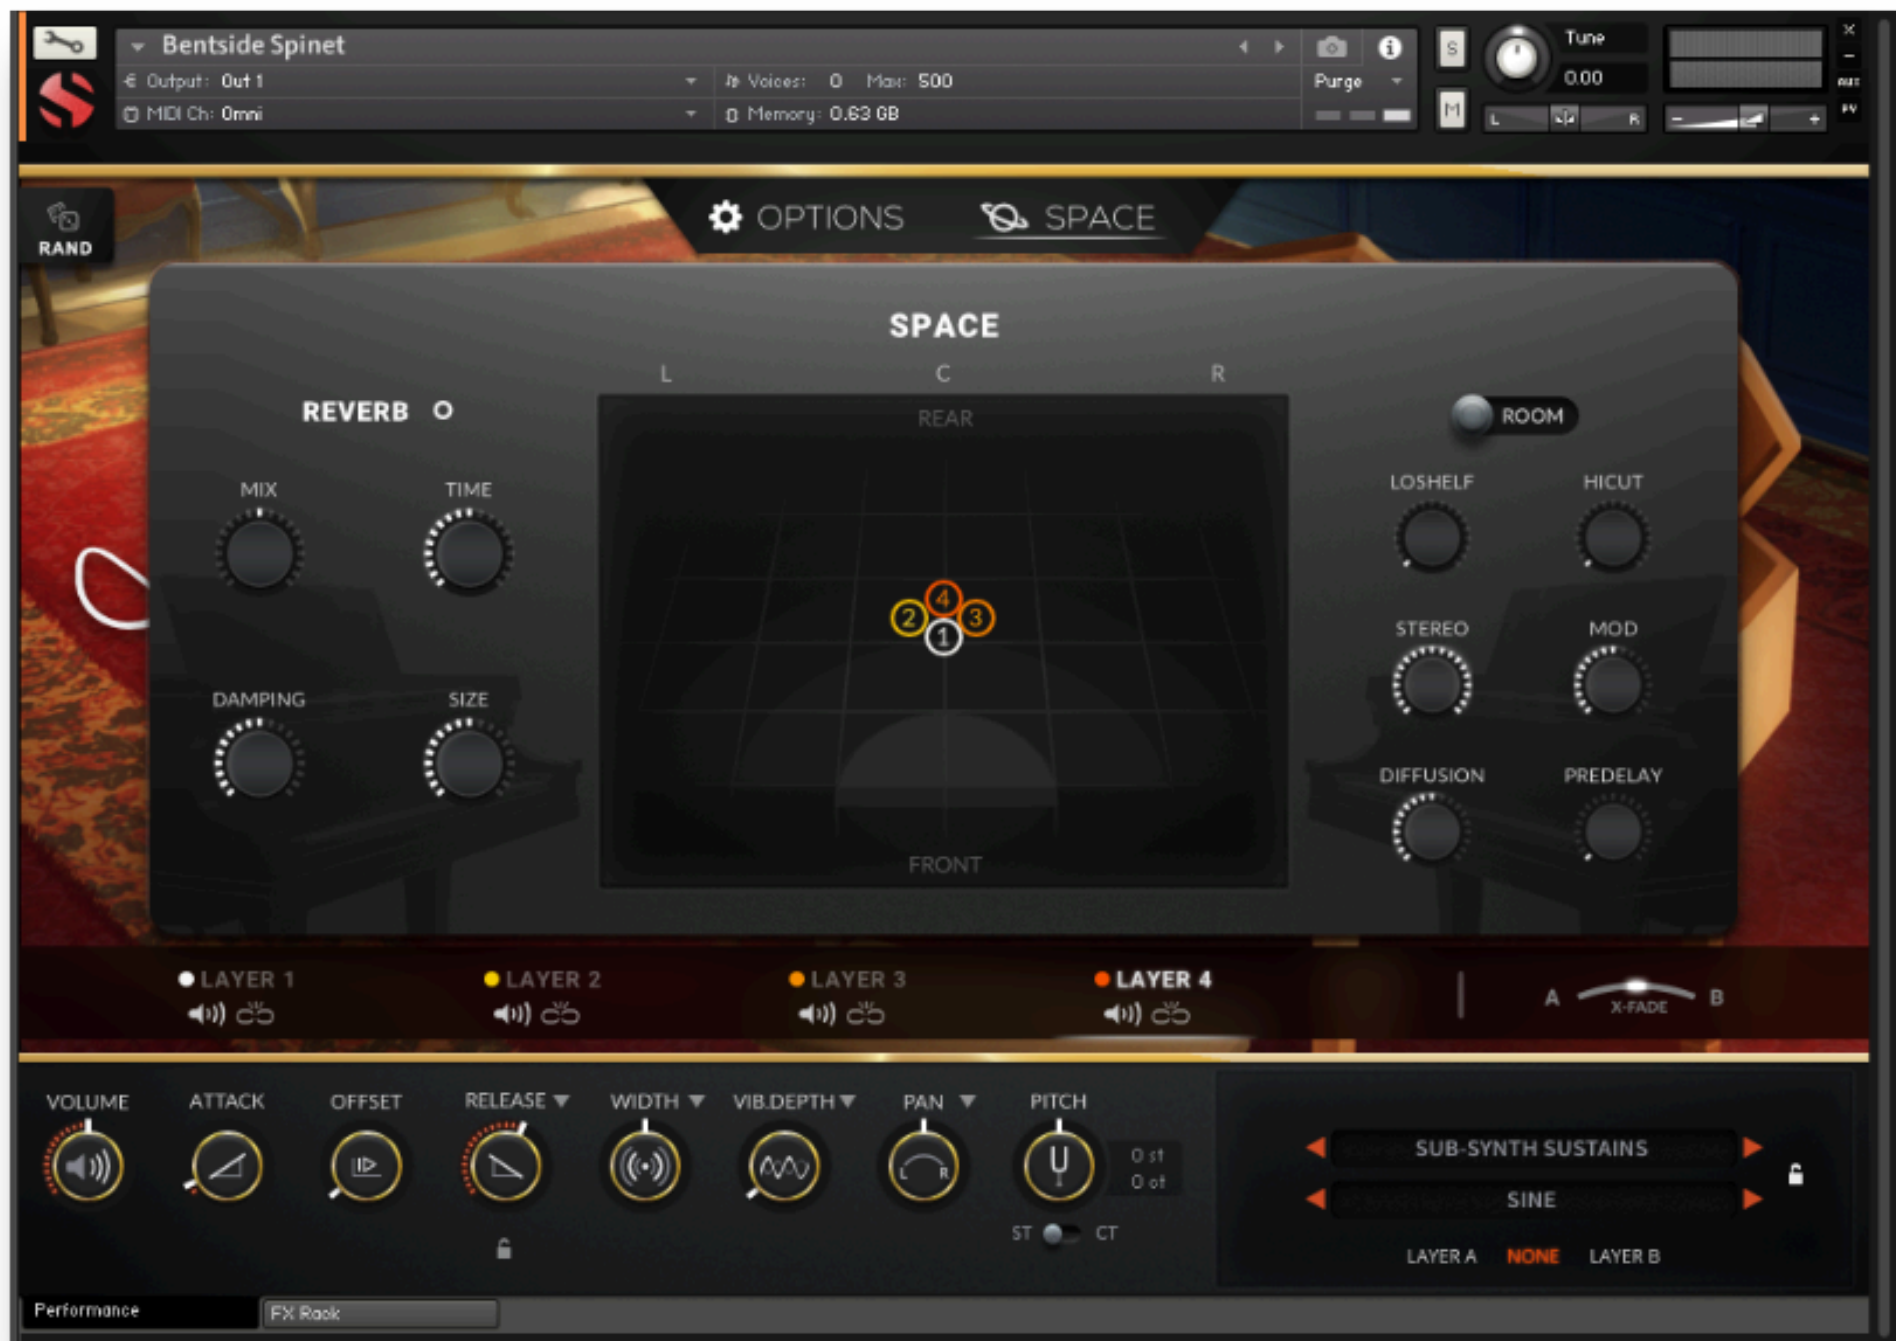 Bentside Spinet
Output: Out 1
Voices: 0 Max: 500
Purge
MIDI Ch: Omni
Memory: 0.63 GB
S
M
Tune
0.00
L R
- +
AUX
PV
RAND
OPTIONS SPACE
SPACE
L C R
REVERB
REAR
ROOM
MIX TIME
LOSHELF HICUT
2 4 3
1
STEREO MOD
DAMPING SIZE
DIFFUSION PREDELAY
FRONT
LAYER 1 LAYER 2 LAYER 3 LAYER 4
A X-FADE B
VOLUME ATTACK OFFSET RELEASE WIDTH VIB.DEPTH PAN PITCH
L R
0 st
0 ct
ST CT
SUB-SYNTH SUSTAINS
SINE
LAYER A NONE LAYER B
Performance FX Rack